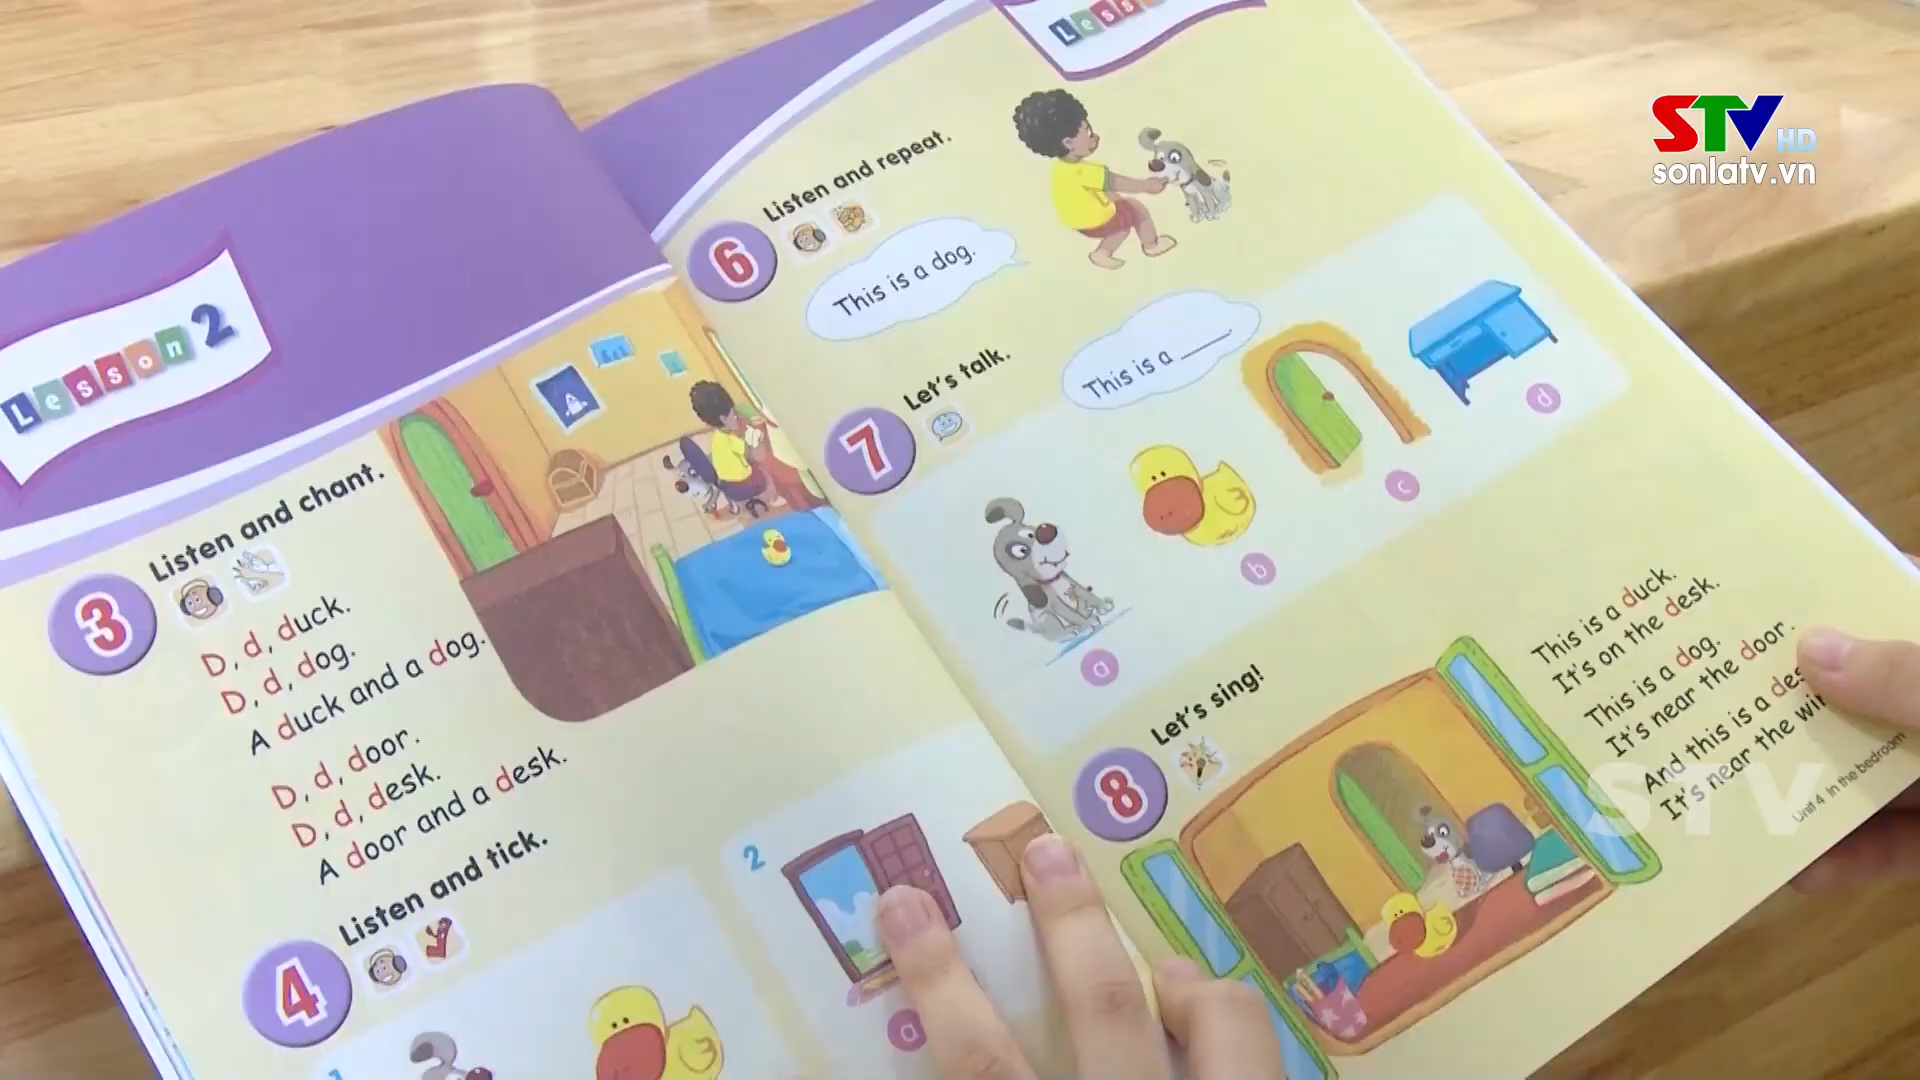 STV HD
sonlatv.vn
Lesson 2
3
Listen and chant.
D, d, duck.
D, d, dog.
A duck and a dog.
D, d, door.
D, d, desk.
A door and a desk.
4
Listen and tick.
1
2
a
6
Listen and repeat.
This is a dog.
7
Let's talk.
This is a
a
b
c
d
8
Let's sing!
This is a duck.
It's on the desk.
This is a dog.
It's near the door.
And this is a
It's near the
Unit 4 In the bedroom
STV